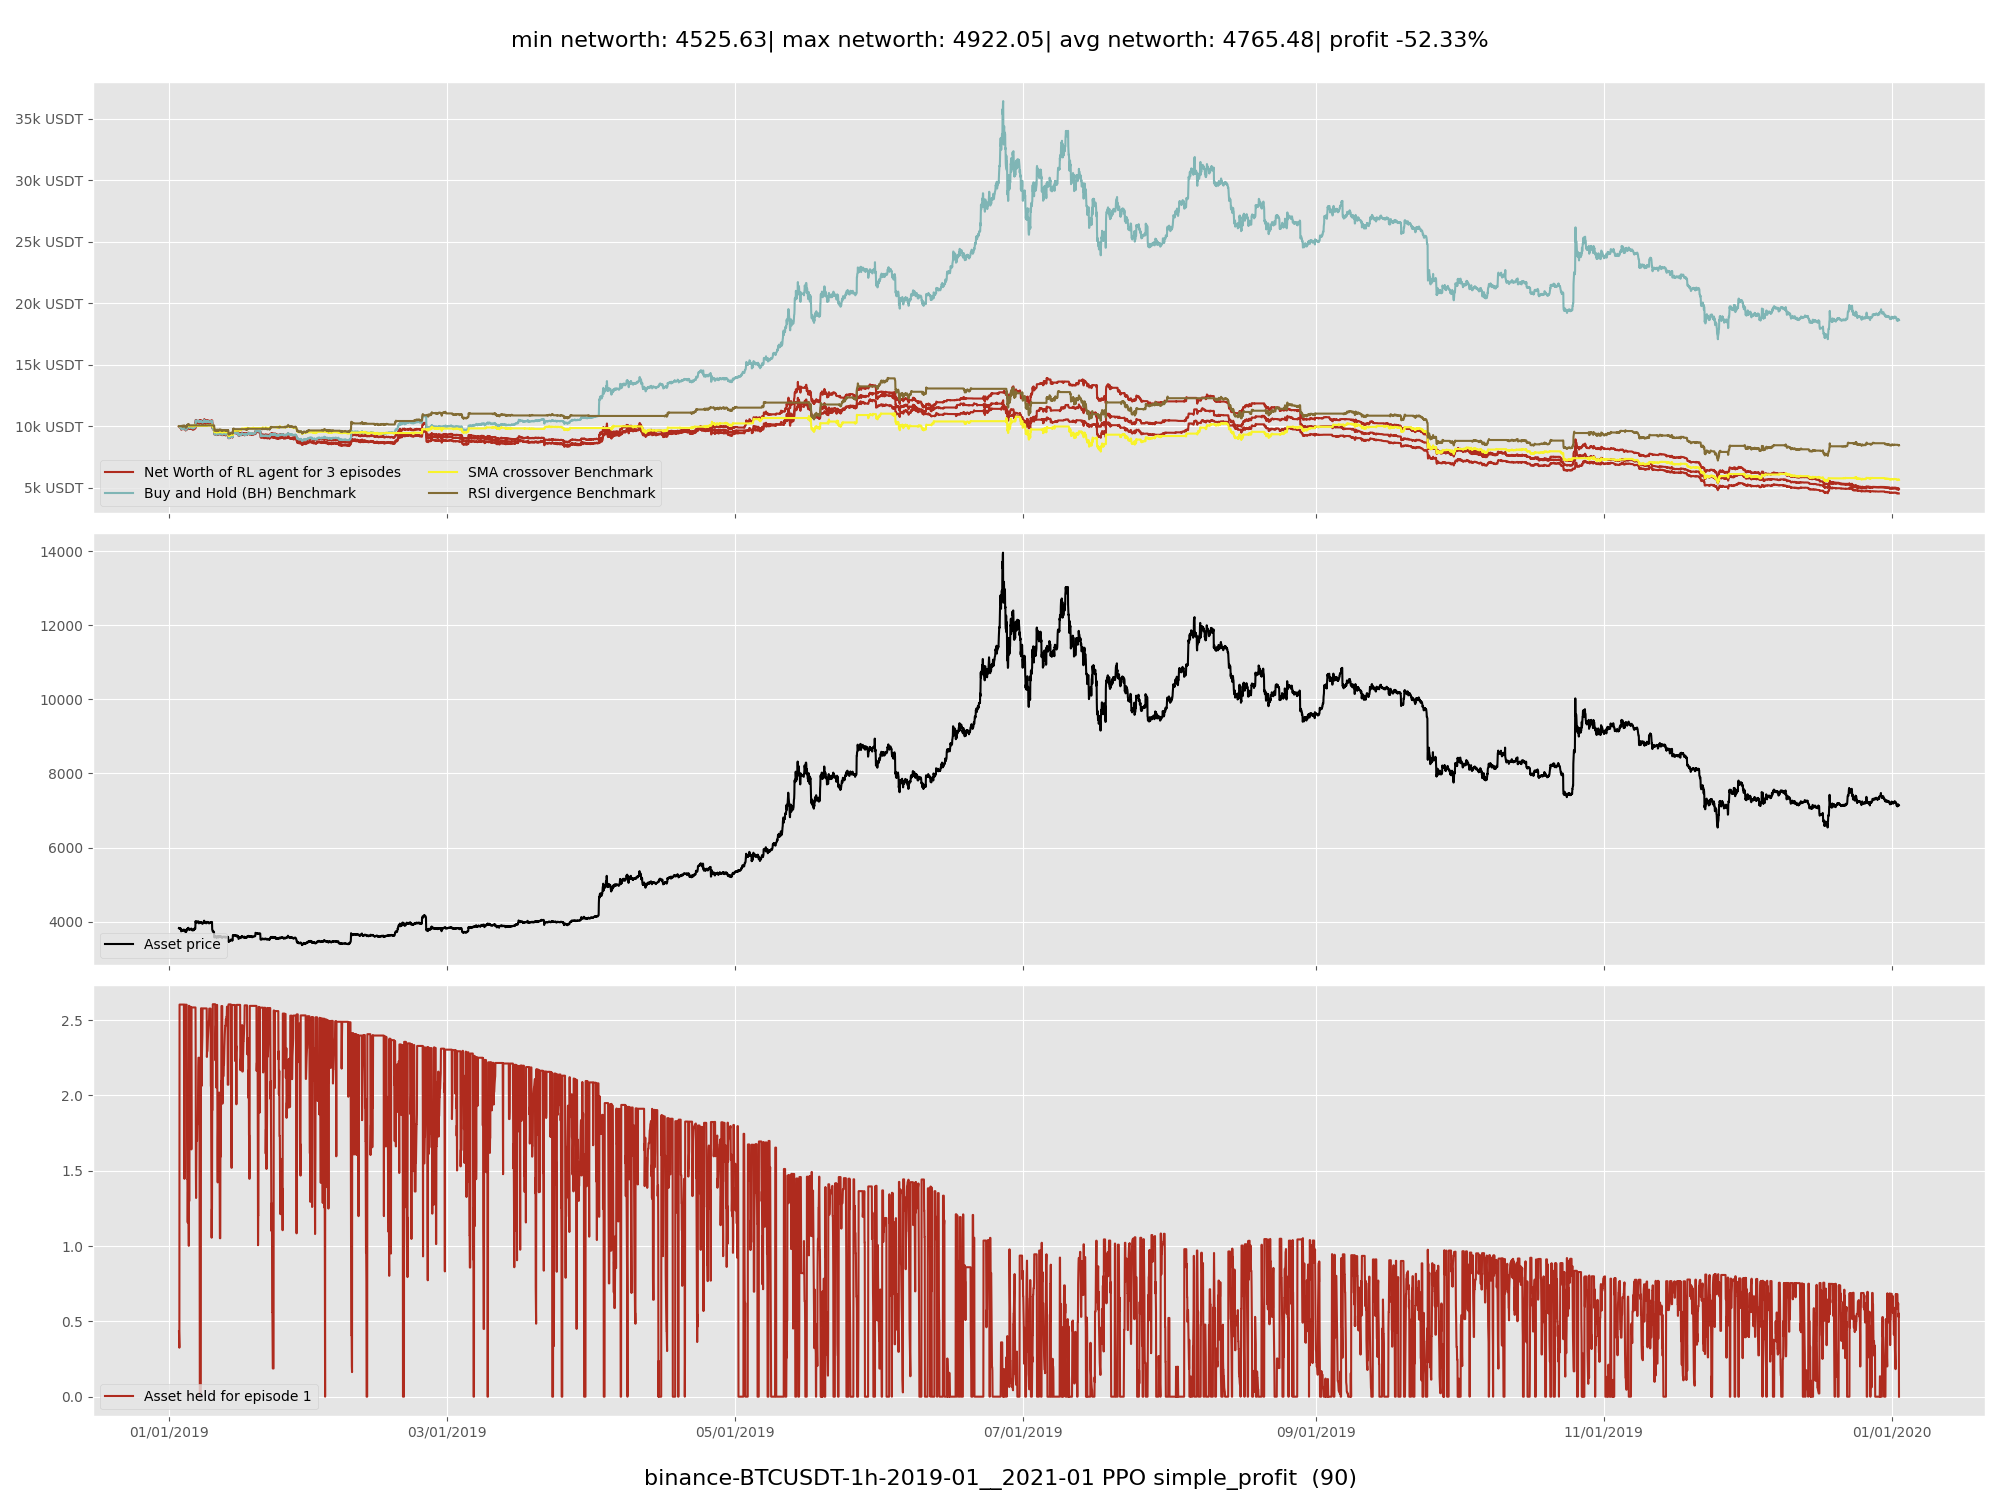 min networth: 4525.63| max networth: 4922.05| avg networth: 4765.48| profit -52.33%
35k USDT
30k USDT
25k USDT
20k USDT
15k USDT
10k USDT
5k USDT
Net Worth of RL agent for 3 episodes
Buy and Hold (BH) Benchmark
SMA crossover Benchmark
RSI divergence Benchmark
14000
12000
10000
8000
6000
4000
Asset price
2.5
2.0
1.5
1.0
0.5
0.0
Asset held for episode 1
01/01/2019 03/01/2019 05/01/2019 07/01/2019 09/01/2019 11/01/2019 01/01/2020
binance-BTCUSDT-1h-2019-01__2021-01 PPO simple_profit (90)